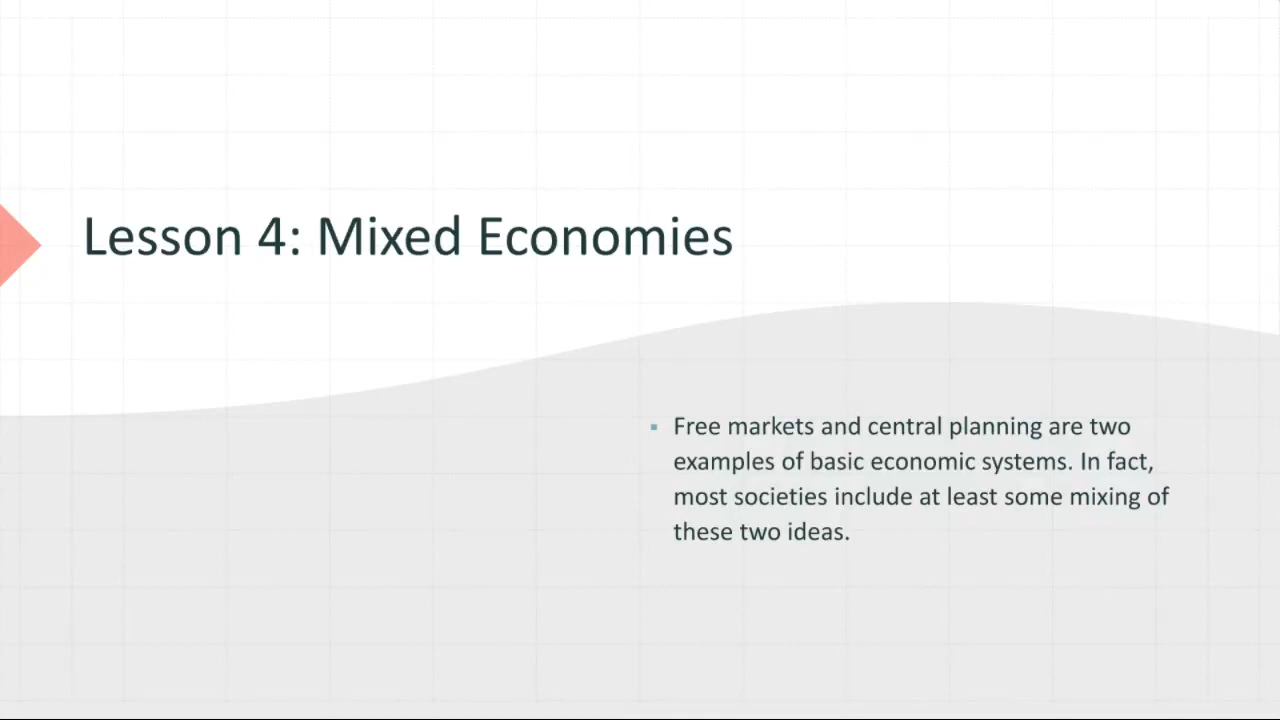 Lesson 4: Mixed Economies
▪ Free markets and central planning are two
examples of basic economic systems. In fact,
most societies include at least some mixing of
these two ideas.